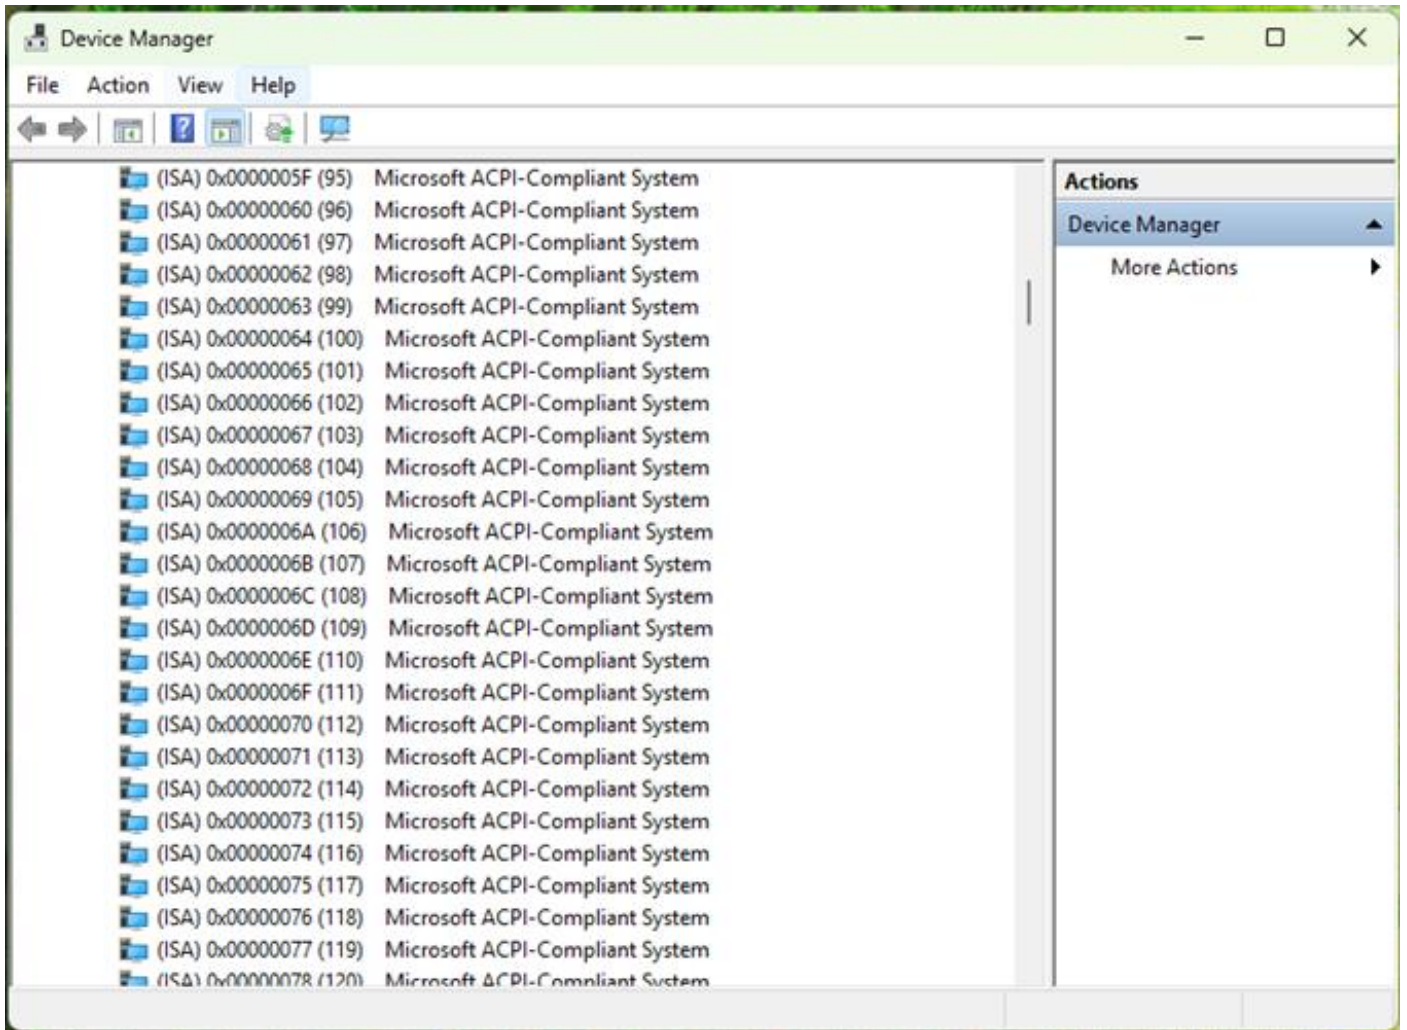 Device Manager
File Action View Help
(ISA) 0x0000005F (95) Microsoft ACPI-Compliant System
(ISA) 0x00000060 (96) Microsoft ACPI-Compliant System
(ISA) 0x00000061 (97) Microsoft ACPI-Compliant System
(ISA) 0x00000062 (98) Microsoft ACPI-Compliant System
(ISA) 0x00000063 (99) Microsoft ACPI-Compliant System
(ISA) 0x00000064 (100) Microsoft ACPI-Compliant System
(ISA) 0x00000065 (101) Microsoft ACPI-Compliant System
(ISA) 0x00000066 (102) Microsoft ACPI-Compliant System
(ISA) 0x00000067 (103) Microsoft ACPI-Compliant System
(ISA) 0x00000068 (104) Microsoft ACPI-Compliant System
(ISA) 0x00000069 (105) Microsoft ACPI-Compliant System
(ISA) 0x0000006A (106) Microsoft ACPI-Compliant System
(ISA) 0x0000006B (107) Microsoft ACPI-Compliant System
(ISA) 0x0000006C (108) Microsoft ACPI-Compliant System
(ISA) 0x0000006D (109) Microsoft ACPI-Compliant System
(ISA) 0x0000006E (110) Microsoft ACPI-Compliant System
(ISA) 0x0000006F (111) Microsoft ACPI-Compliant System
(ISA) 0x00000070 (112) Microsoft ACPI-Compliant System
(ISA) 0x00000071 (113) Microsoft ACPI-Compliant System
(ISA) 0x00000072 (114) Microsoft ACPI-Compliant System
(ISA) 0x00000073 (115) Microsoft ACPI-Compliant System
(ISA) 0x00000074 (116) Microsoft ACPI-Compliant System
(ISA) 0x00000075 (117) Microsoft ACPI-Compliant System
(ISA) 0x00000076 (118) Microsoft ACPI-Compliant System
(ISA) 0x00000077 (119) Microsoft ACPI-Compliant System
(ISA) 0x00000078 (120) Microsoft ACPI-Compliant System
Actions
Device Manager
More Actions